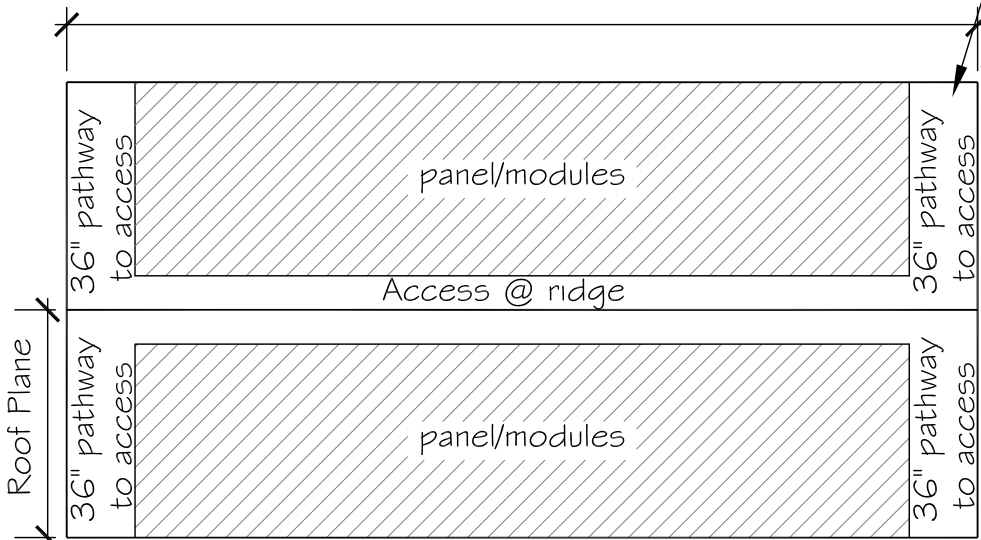 36" pathway
to access
panel/modules
36" pathway
to access
Access @ ridge
Roof Plane
36" pathway
to access
panel/modules
36" pathway
to access